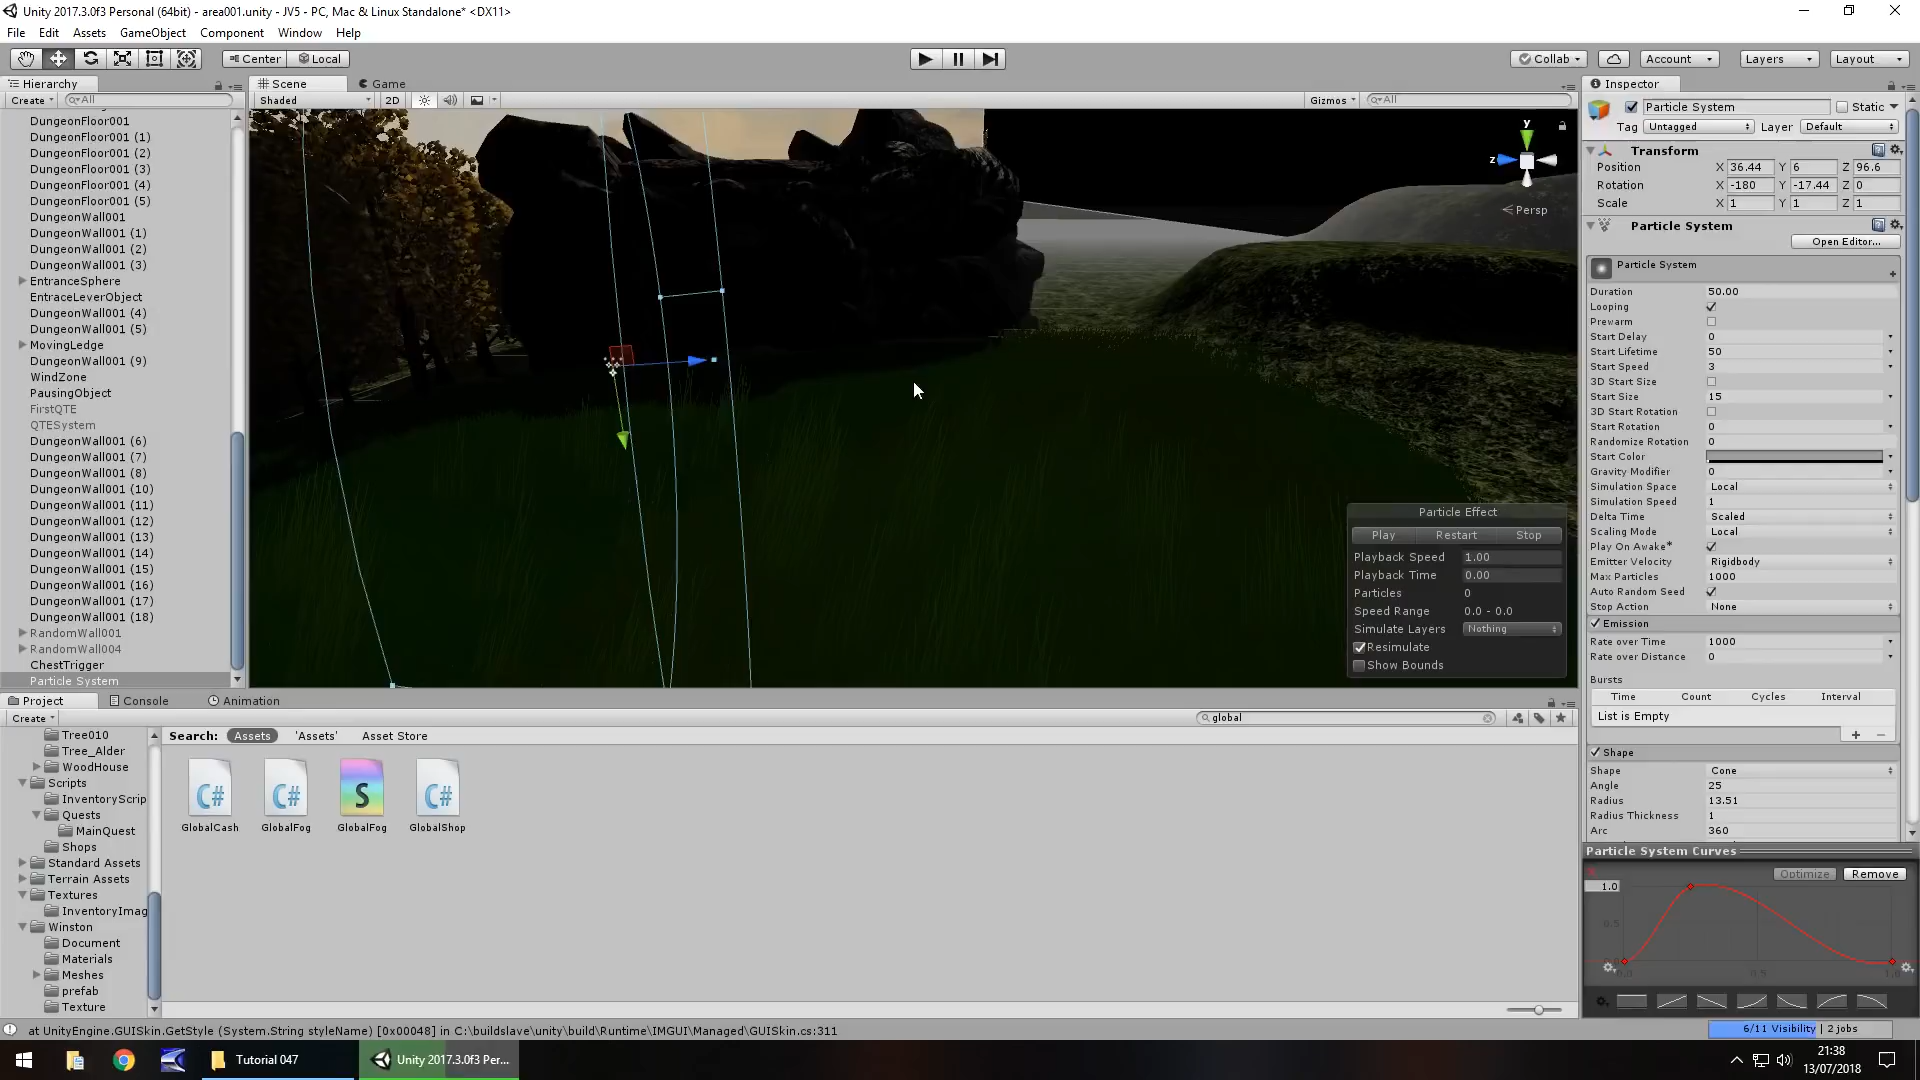 Unity 2017.3.0f3 Personal (64bit) - area001.unity - JV5 - PC, Mac & Linux Standalone* <DX11>
File Edit Assets GameObject Component Window Help
Center Local Collab Account Layers Layout
Hierarchy
Create All
DungeonFloor001
DungeonFloor001 (1)
DungeonFloor001 (2)
DungeonFloor001 (3)
DungeonFloor001 (4)
DungeonFloor001 (5)
DungeonWall001
DungeonWall001 (1)
DungeonWall001 (2)
DungeonWall001 (3)
EntranceSphere
EntraceLeverObject
DungeonWall001 (4)
DungeonWall001 (5)
MovingLedge
DungeonWall001 (9)
WindZone
PausingObject
FirstQTE
QTESystem
DungeonWall001 (6)
DungeonWall001 (7)
DungeonWall001 (8)
DungeonWall001 (10)
DungeonWall001 (11)
DungeonWall001 (12)
DungeonWall001 (13)
DungeonWall001 (14)
DungeonWall001 (15)
DungeonWall001 (16)
DungeonWall001 (17)
DungeonWall001 (18)
RandomWall001
RandomWall004
ChestTrigger
Particle System
Scene Game
Shaded 2D Gizmos All
y
z
Persp
Particle Effect
Play Restart Stop
Playback Speed 1.00
Playback Time 0.00
Particles 0
Speed Range 0.0 - 0.0
Simulate Layers Nothing
Resimulate
Show Bounds
Inspector
Particle System Static
Tag Untagged Layer Default
Transform
Position X 36.44 Y 6 Z 96.6
Rotation X -180 Y -17.44 Z 0
Scale X 1 Y 1 Z 1
Particle System
Open Editor...
Particle System
Duration 50.00
Looping
Prewarm
Start Delay 0
Start Lifetime 50
Start Speed 3
3D Start Size
Start Size 15
3D Start Rotation
Start Rotation 0
Randomize Rotation 0
Start Color
Gravity Modifier 0
Simulation Space Local
Simulation Speed 1
Delta Time Scaled
Scaling Mode Local
Play On Awake*
Emitter Velocity Rigidbody
Max Particles 1000
Auto Random Seed
Stop Action None
Emission
Rate over Time 1000
Rate over Distance 0
Bursts
Time Count Cycles Interval
List is Empty
Shape
Shape Cone
Angle 25
Radius 13.51
Radius Thickness 1
Arc 360
Particle System Curves
Optimize Remove
1.0
0.5
0.5 1.0
Project Console Animation
Create global
Tree010
Tree_Alder
WoodHouse
Scripts
InventoryScrip
Quests
MainQuest
Shops
Standard Assets
Terrain Assets
Textures
InventoryImag
Winston
Document
Materials
Meshes
prefab
Texture
Search: Assets 'Assets' Asset Store
C# C# S C#
GlobalCash GlobalFog GlobalFog GlobalShop
at UnityEngine.GUISkin.GetStyle (System.String styleName) [0x00048] in C:\buildslave\unity\build\Runtime\IMGUI\Managed\GUISkin.cs:311
6/11 Visibility | 2 jobs
Tutorial 047
Unity 2017.3.0f3 Per...
21:38
13/07/2018